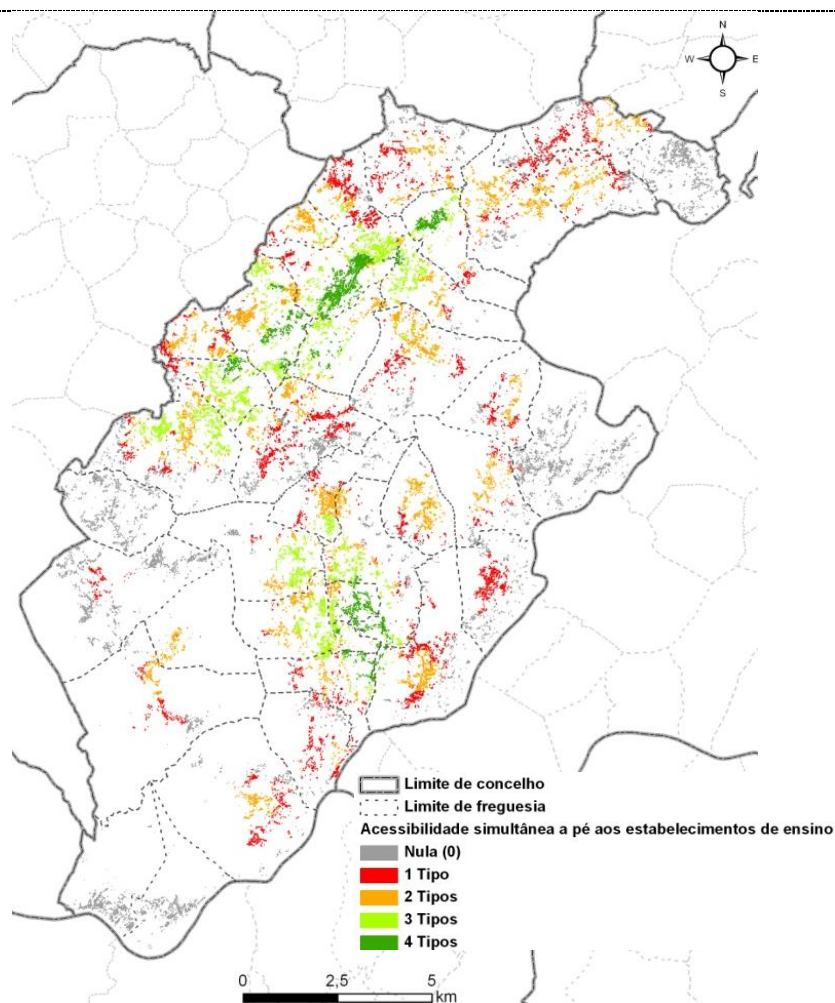 N
W E
S
Limite de concelho
Limite de freguesia
Acessibilidade simultânea a pé aos estabelecimentos de ensino
Nula (0)
1 Tipo
2 Tipos
3 Tipos
4 Tipos
0 2,5 5
km